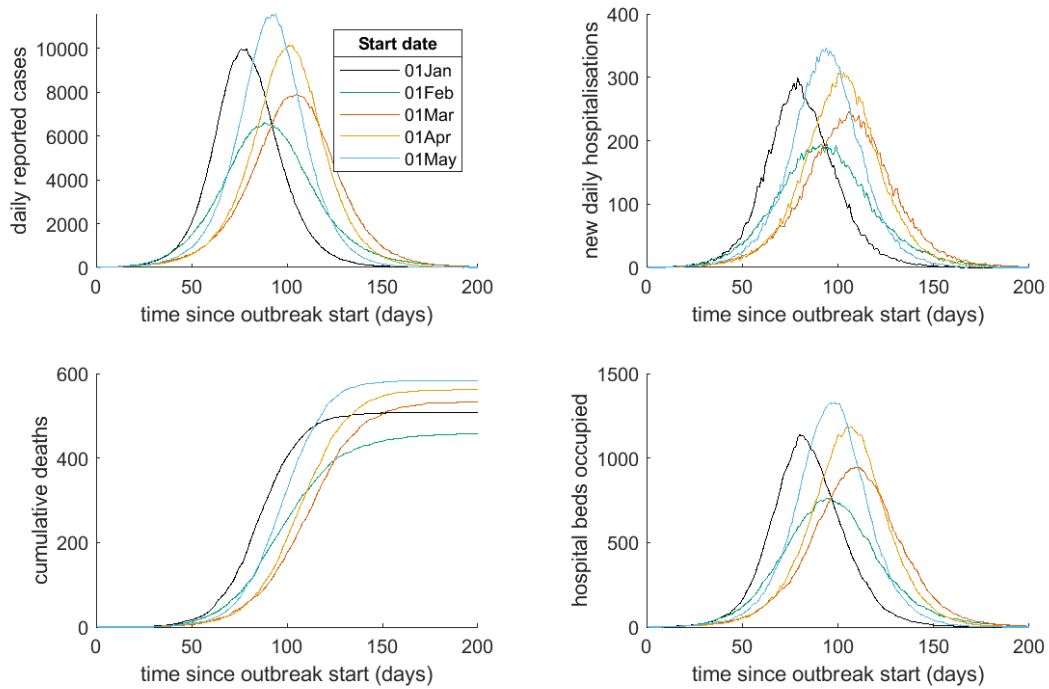 daily reported cases
10000
8000
6000
4000
2000
0
0 50 100 150 200
time since outbreak start (days)
Start date
01Jan
01Feb
01Mar
01Apr
01May
new daily hospitalisations
400
300
200
100
0
0 50 100 150 200
time since outbreak start (days)
cumulative deaths
600
400
200
0
0 50 100 150 200
time since outbreak start (days)
hospital beds occupied
1500
1000
500
0
0 50 100 150 200
time since outbreak start (days)